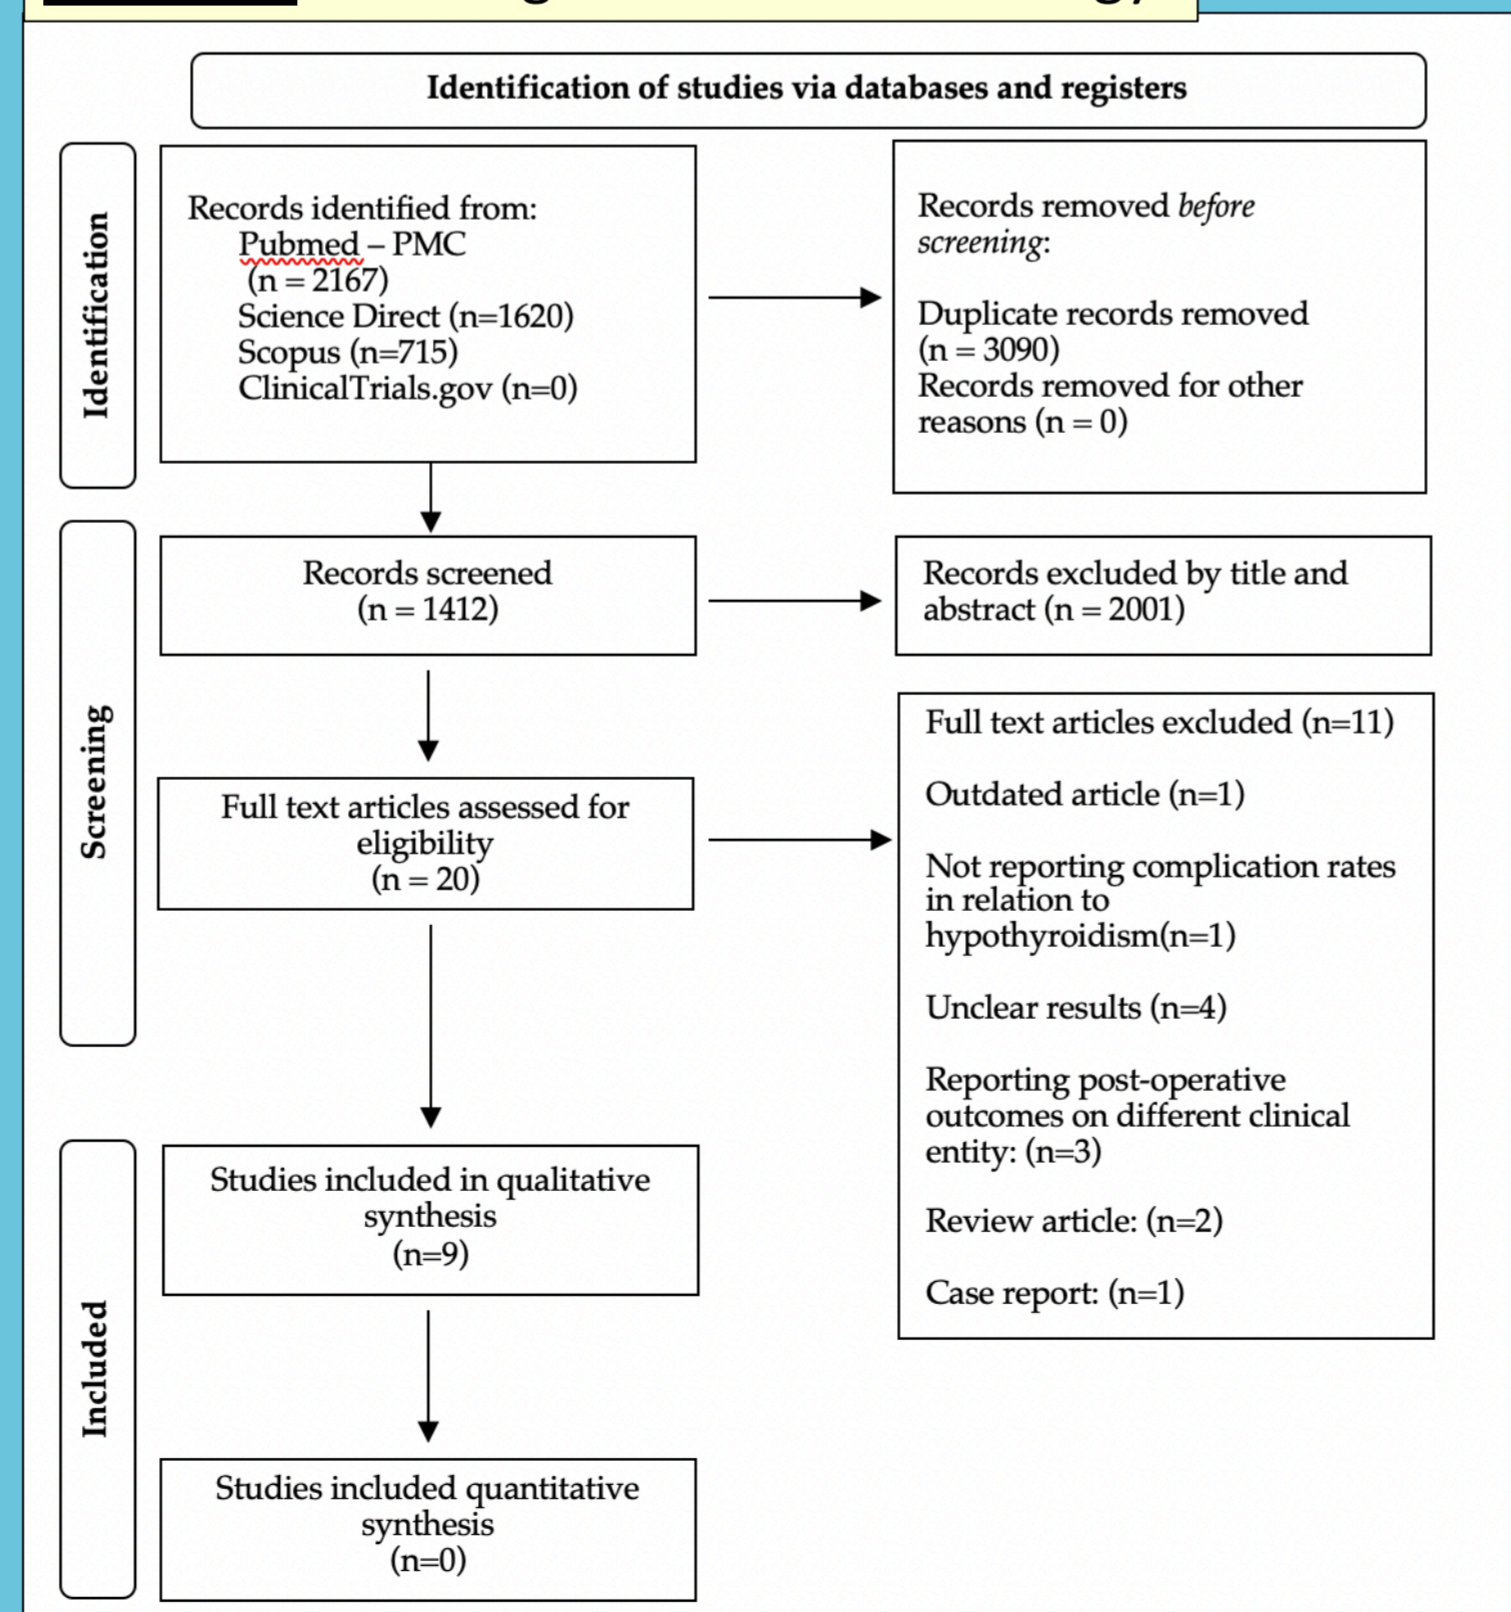 Identification of studies via databases and registers
Identification
Records identified from:
Pubmed – PMC
(n = 2167)
Science Direct (n=1620)
Scopus (n=715)
ClinicalTrials.gov (n=0)
Records removed before
screening:
Duplicate records removed
(n = 3090)
Records removed for other
reasons (n = 0)
Screening
Records screened
(n = 1412)
Records excluded by title and
abstract (n = 2001)
Full text articles assessed for
eligibility
(n = 20)
Full text articles excluded (n=11)
Outdated article (n=1)
Not reporting complication rates
in relation to
hypothyroidism(n=1)
Unclear results (n=4)
Reporting post-operative
outcomes on different clinical
entity: (n=3)
Review article: (n=2)
Case report: (n=1)
Included
Studies included in qualitative
synthesis
(n=9)
Studies included quantitative
synthesis
(n=0)